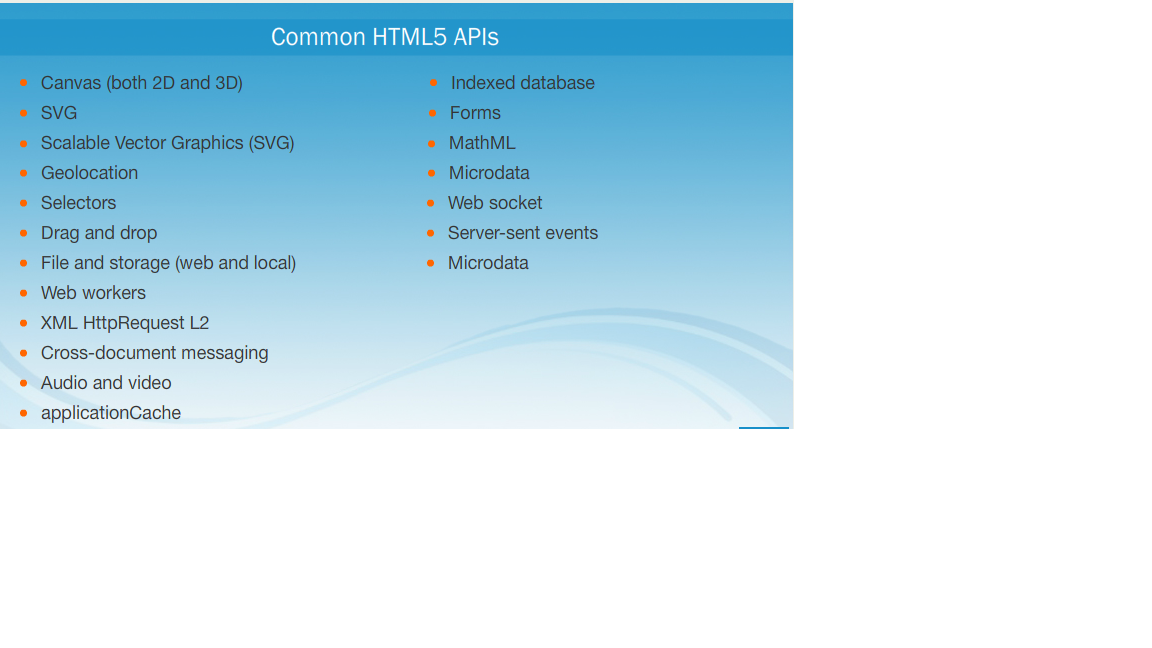 Common HTML5 APIs
Canvas (both 2D and 3D)
SVG
Scalable Vector Graphics (SVG)
Geolocation
Selectors
Drag and drop
File and storage (web and local)
Web workers
XML HttpRequest L2
Cross-document messaging
Audio and video
applicationCache
Indexed database
Forms
MathML
Microdata
Web socket
Server-sent events
Microdata